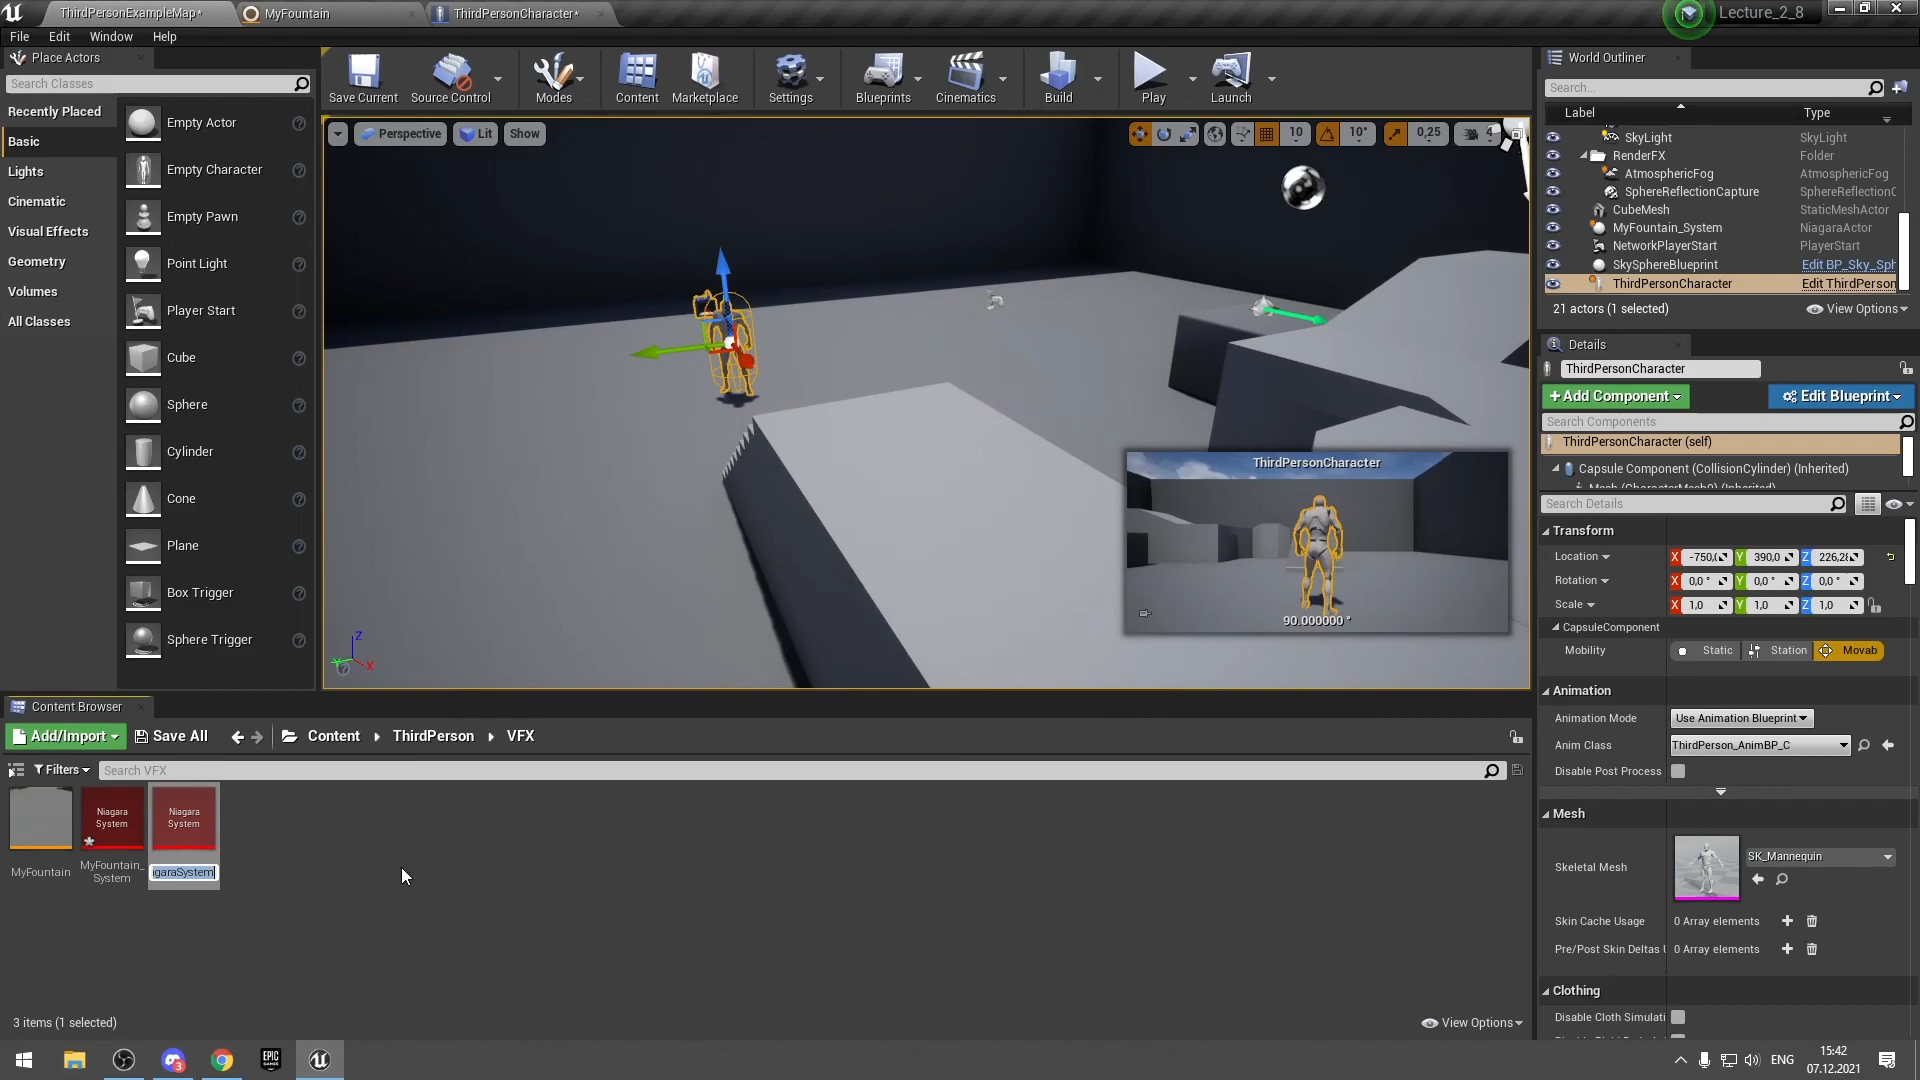 ThirdPersonExampleMap*
MyFountain
ThirdPersonCharacter*
Lecture_2_8
File Edit Window Help
Place Actors
Search Classes
Recently Placed
Basic
Lights
Cinematic
Visual Effects
Geometry
Volumes
All Classes
Empty Actor
Empty Character
Empty Pawn
Point Light
Player Start
Cube
Sphere
Cylinder
Cone
Plane
Box Trigger
Sphere Trigger
Save Current
Source Control
Modes
Content
Marketplace
Settings
Blueprints
Cinematics
Build
Play
Launch
Perspective
Lit
Show
10
10°
0,25
4
ThirdPersonCharacter
90.000000 °
Z
X
World Outliner
Search...
Label Type
SkyLight SkyLight
RenderFX Folder
AtmosphericFog AtmosphericFog
SphereReflectionCapture SphereReflectionC
CubeMesh StaticMeshActor
MyFountain_System NiagaraActor
NetworkPlayerStart PlayerStart
SkySphereBlueprint Edit BP_Sky_Sph
ThirdPersonCharacter Edit ThirdPerson
21 actors (1 selected)
View Options
Details
ThirdPersonCharacter
+Add Component
Edit Blueprint
Search Components
ThirdPersonCharacter (self)
Capsule Component (CollisionCylinder) (Inherited)
Mesh (CharacterMesh0) (Inherited)
Search Details
Transform
Location X -750,( Y 390,0 Z 226,2
Rotation X 0,0 ° Y 0,0 ° Z 0,0 °
Scale X 1,0 Y 1,0 Z 1,0
CapsuleComponent
Mobility Static Station Movab
Animation
Animation Mode Use Animation Blueprint
Anim Class ThirdPerson_AnimBP_C
Disable Post Process
Mesh
Skeletal Mesh SK_Mannequin
Skin Cache Usage 0 Array elements
Pre/Post Skin Deltas U 0 Array elements
Clothing
Disable Cloth Simulati
Content Browser
Add/Import
Save All
Content
ThirdPerson
VFX
Filters
Search VFX
Niagara
System
Niagara
System
MyFountain
MyFountain_
System
igaraSystem
3 items (1 selected)
View Options
EPIC
GAMES
3
ENG
15:42
07.12.2021